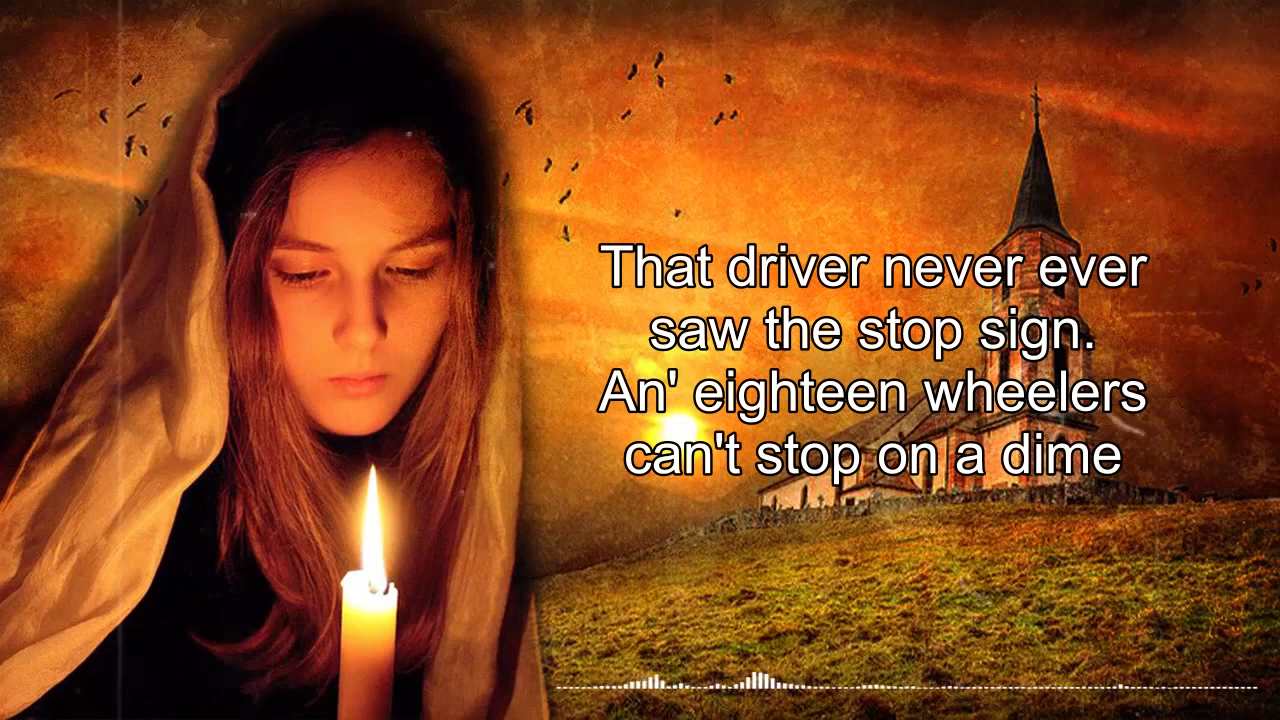 That driver never ever
saw the stop sign.
An' eighteen wheelers
can't stop on a dime